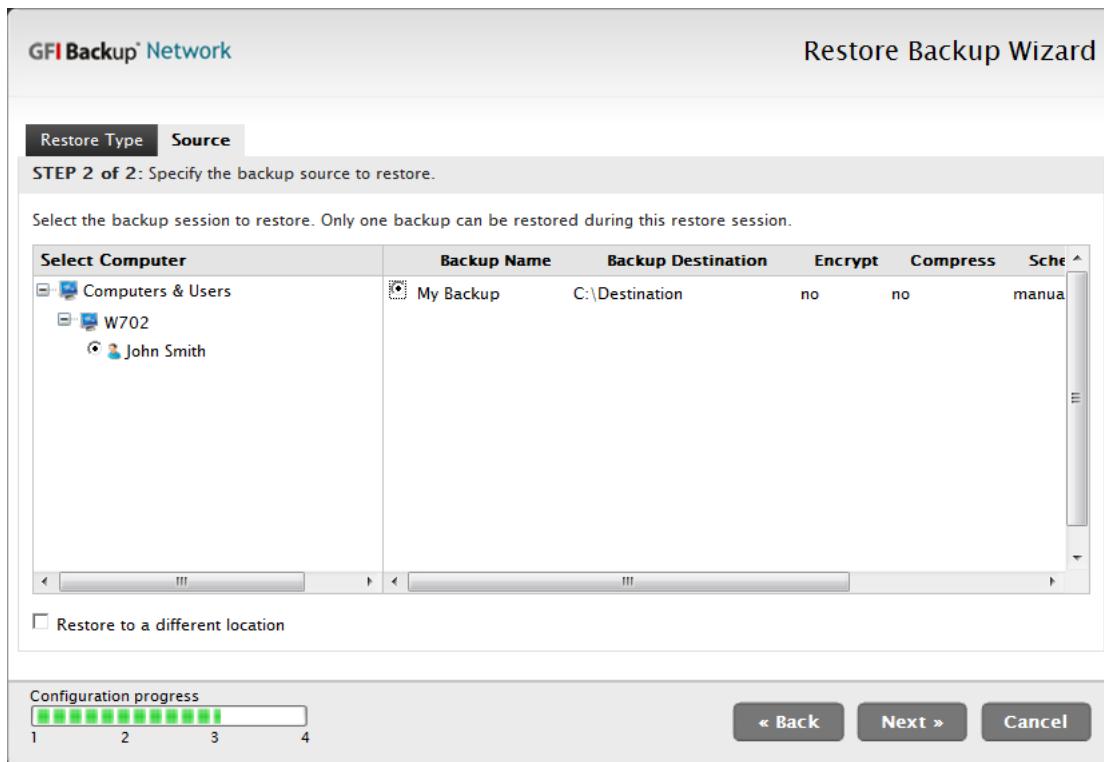 GFI Backup Network
Restore Backup Wizard
Restore Type Source
STEP 2 of 2: Specify the backup source to restore.
Select the backup session to restore. Only one backup can be restored during this restore session.
Select Computer
Computers & Users
W702
John Smith
Backup Name Backup Destination Encrypt Compress Sche
My Backup C:\Destination no no manua
Restore to a different location
Configuration progress
1 2 3 4
« Back Next » Cancel